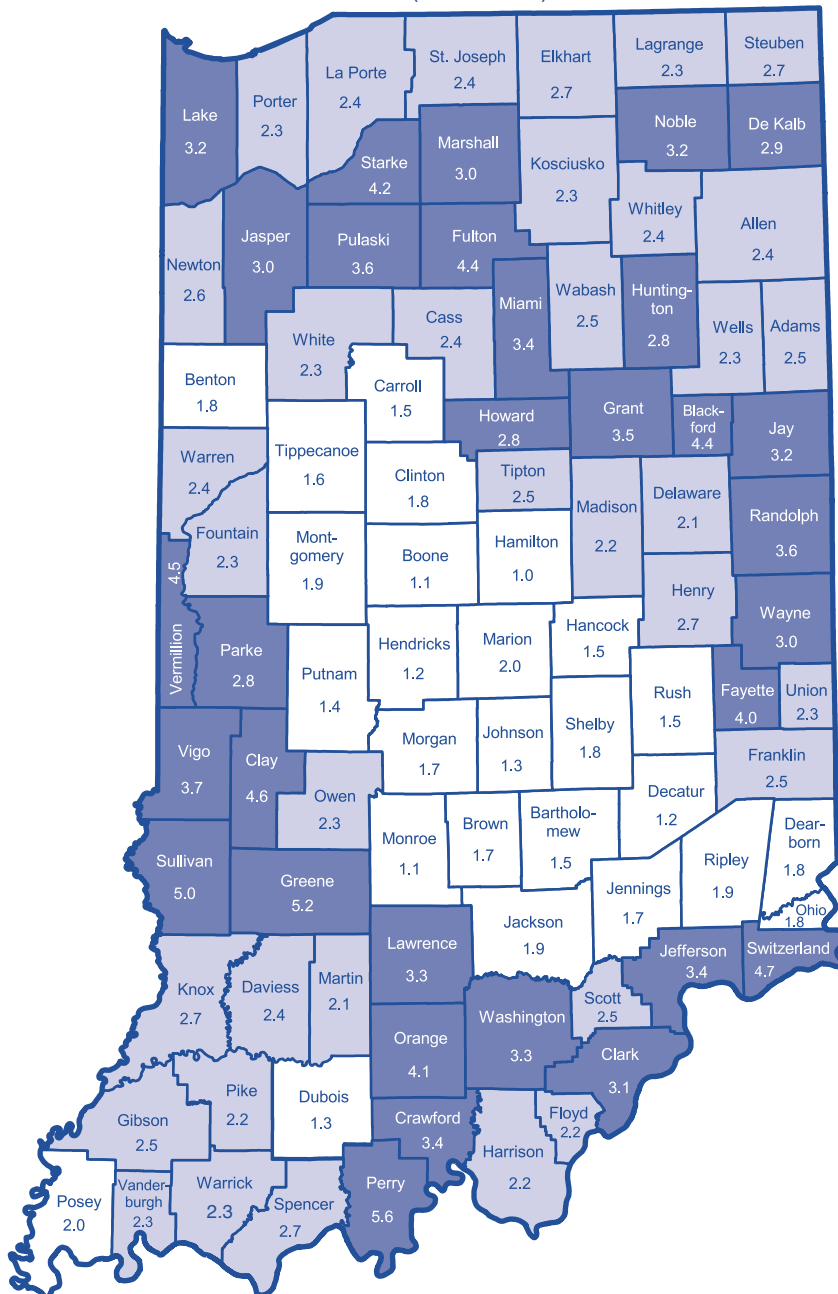 Lake
3.2
Porter
2.3
La Porte
2.4
St. Joseph
2.4
Elkhart
2.7
Lagrange
2.3
Steuben
2.7
Noble
3.2
De Kalb
2.9
Starke
4.2
Marshall
3.0
Kosciusko
2.3
Whitley
2.4
Allen
2.4
Newton
2.6
Jasper
3.0
Pulaski
3.6
Fulton
4.4
Miami
3.4
Wabash
2.5
Hunting-
ton
2.8
Wells
2.3
Adams
2.5
White
2.3
Cass
2.4
Benton
1.8
Carroll
1.5
Howard
2.8
Grant
3.5
Black-
ford
4.4
Jay
3.2
Warren
2.4
Tippecanoe
1.6
Clinton
1.8
Tipton
2.5
Madison
2.2
Delaware
2.1
Randolph
3.6
Fountain
2.3
Mont-
gomery
1.9
Boone
1.1
Hamilton
1.0
Henry
2.7
Wayne
3.0
Vermillion
4.5
Parke
2.8
Putnam
1.4
Hendricks
1.2
Marion
2.0
Hancock
1.5
Rush
1.5
Fayette
4.0
Union
2.3
Vigo
3.7
Clay
4.6
Owen
2.3
Morgan
1.7
Johnson
1.3
Shelby
1.8
Franklin
2.5
Decatur
1.2
Sullivan
5.0
Greene
5.2
Monroe
1.1
Brown
1.7
Bartholo-
mew
1.5
Jennings
1.7
Ripley
1.9
Dear-
born
1.8
Ohio
1.8
Lawrence
3.3
Jackson
1.9
Jefferson
3.4
Switzerland
4.7
Knox
2.7
Daviess
2.4
Martin
2.1
Orange
4.1
Washington
3.3
Scott
2.5
Clark
3.1
Gibson
2.5
Pike
2.2
Dubois
1.3
Crawford
3.4
Harrison
2.2
Floyd
2.2
Posey
2.0
Vander-
burgh
2.3
Warrick
2.3
Spencer
2.7
Perry
5.6